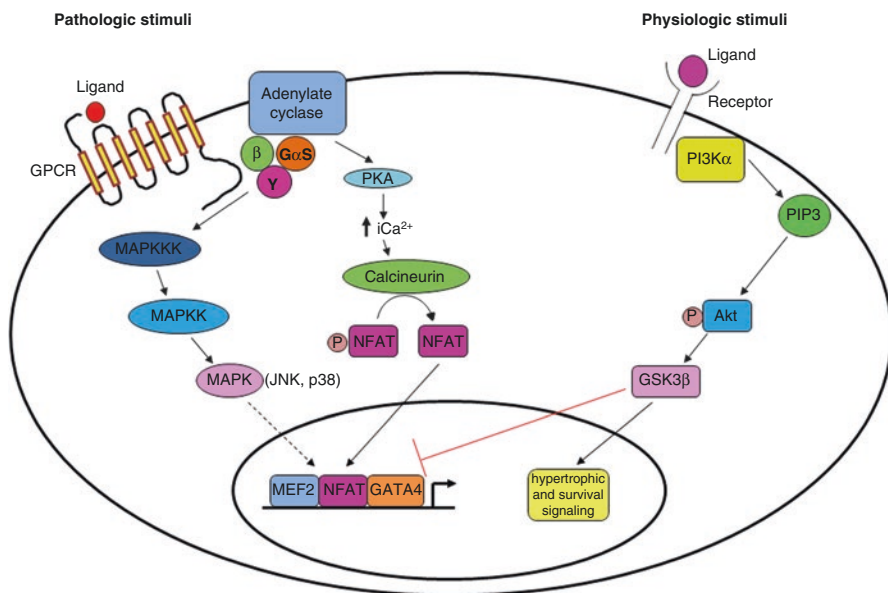 Pathologic stimuli
Physiologic stimuli
Ligand
GPCR
Adenylate
cyclase
β
GαS
Y
PKA
iCa²⁺
MAPKKK
Calcineurin
MAPKK
P
NFAT
NFAT
MAPK (JNK, p38)
MEF2
NFAT
GATA4
Ligand
Receptor
PI3Kα
PIP3
P
Akt
GSK3β
hypertrophic
and survival
signaling